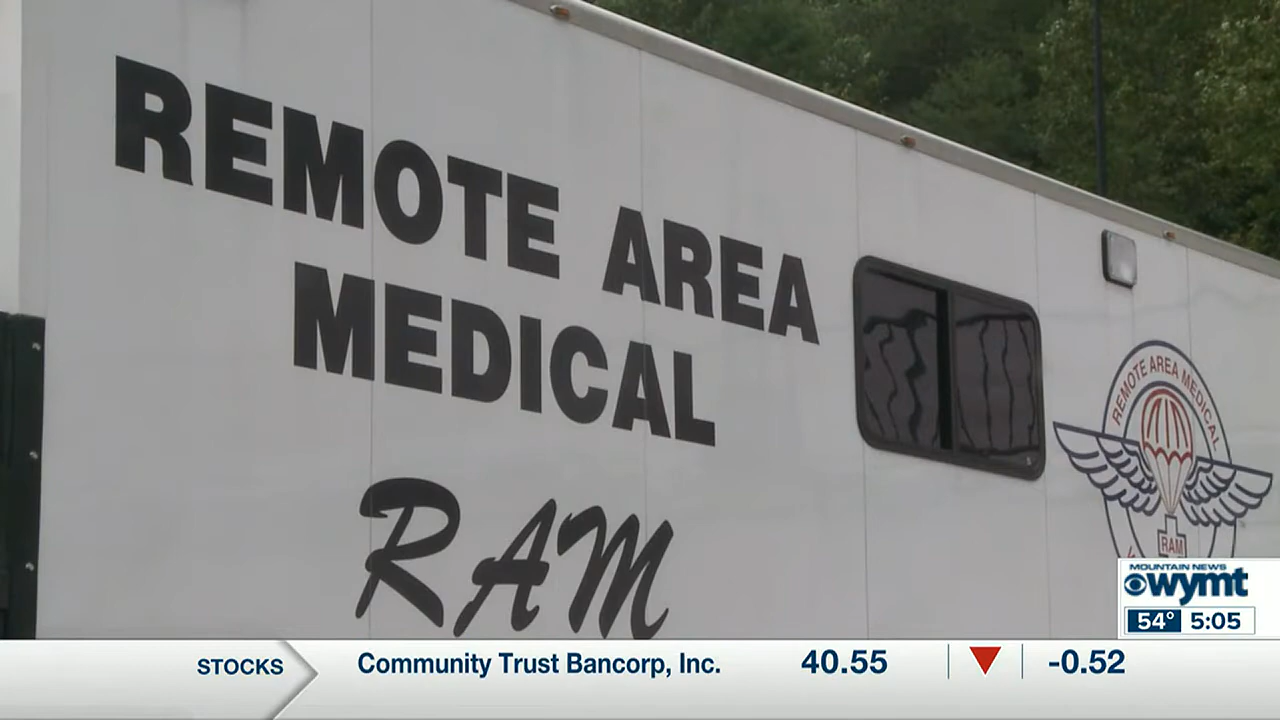 REMOTE AREA
MEDICAL
RAM
REMOTE AREA MEDICAL
RAM
MOUNTAIN NEWS
wymt
54° 5:05
STOCKS Community Trust Bancorp, Inc. 40.55 -0.52